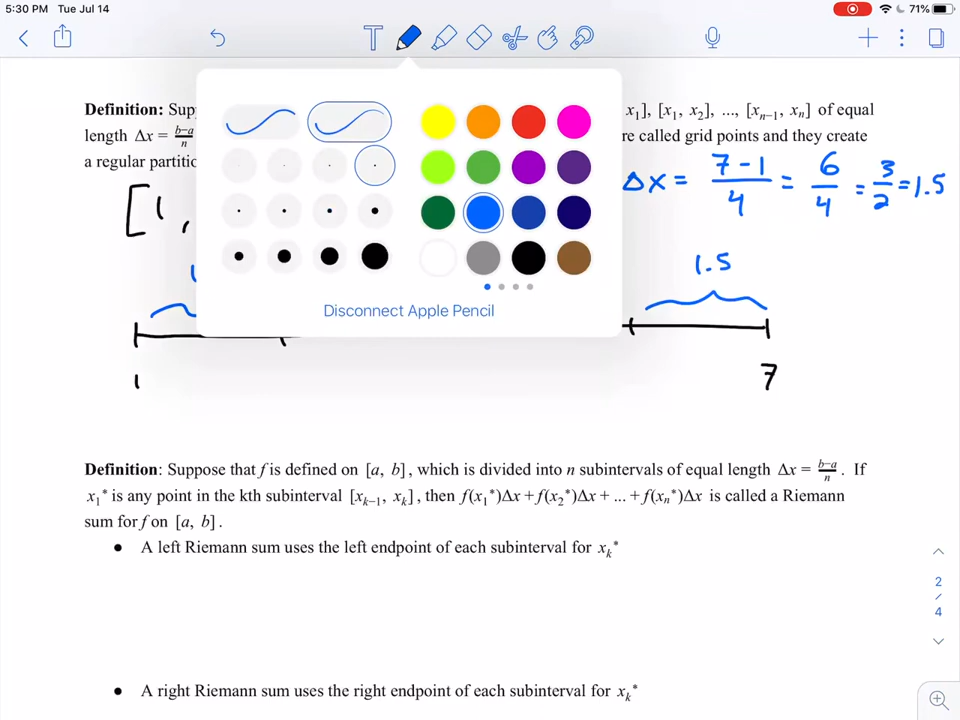 5:30 PM Tue Jul 14
71%
T
Definition: Sup x₁], [x₁, x₂], ..., [xₙ₋₁, xₙ] of equal
length Δx = b−a/n re called grid points and they create
a regular partitio
Δx = 7-1/4 = 6/4 = 3/2 = 1.5
[1,
1.5
1
7
Disconnect Apple Pencil
Definition: Suppose that f is defined on [a, b], which is divided into n subintervals of equal length Δx = b−a/n. If
x₁* is any point in the kth subinterval [xₖ₋₁, xₖ], then f(x₁*)Δx + f(x₂*)Δx + ... + f(xₙ*)Δx is called a Riemann
sum for f on [a, b].
● A left Riemann sum uses the left endpoint of each subinterval for xₖ*
2
/
4
● A right Riemann sum uses the right endpoint of each subinterval for xₖ*